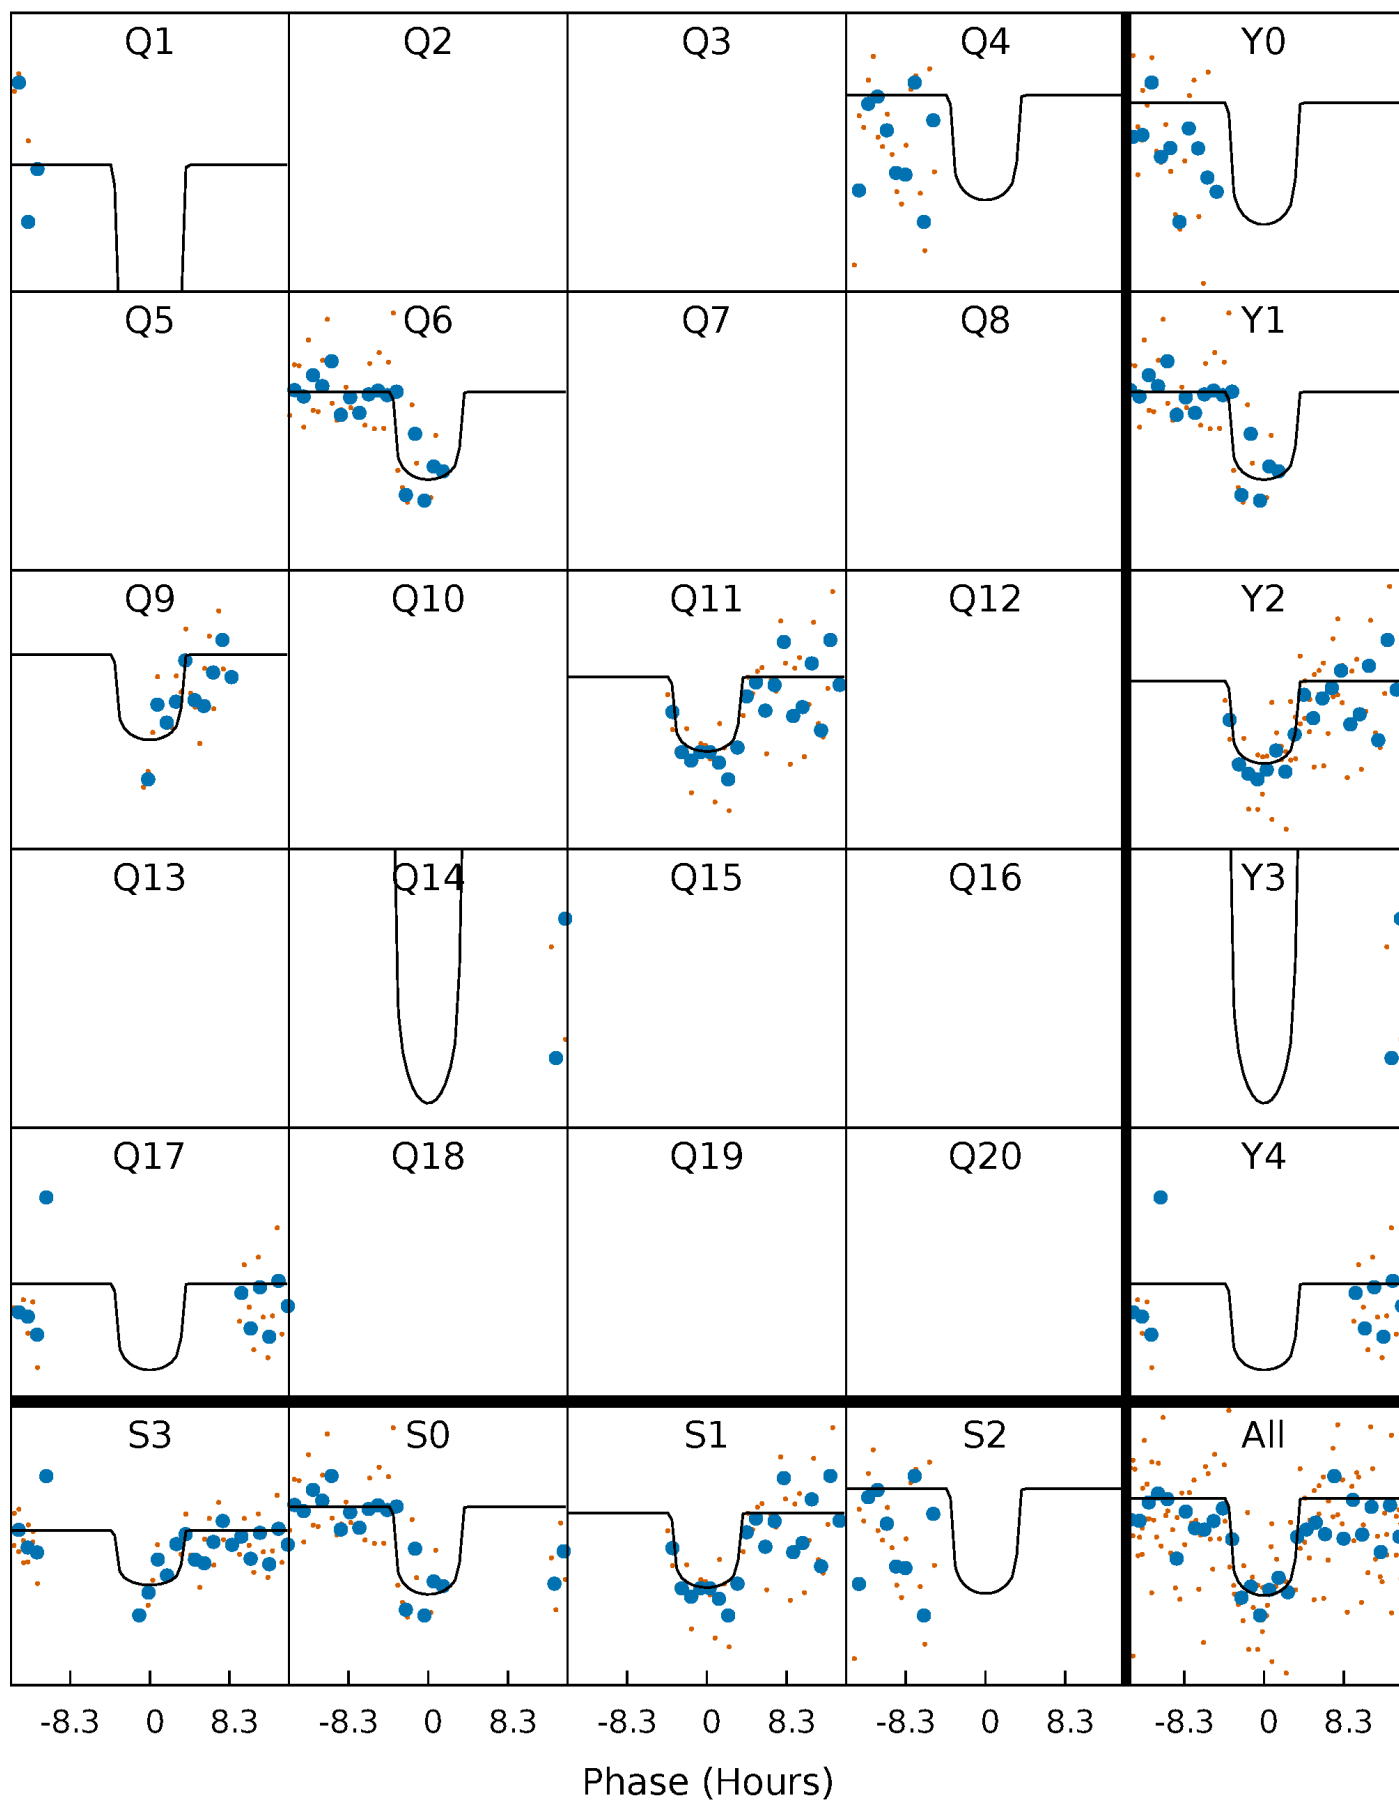 Q1 Q2 Q3 Q4 Y0
Q5 Q6 Q7 Q8 Y1
Q9 Q10 Q11 Q12 Y2
Q13 Q14 Q15 Q16 Y3
Q17 Q18 Q19 Q20 Y4
S3 S0 S1 S2 All
-8.3 0 8.3 -8.3 0 8.3 -8.3 0 8.3 -8.3 0 8.3 -8.3 0 8.3
Phase (Hours)